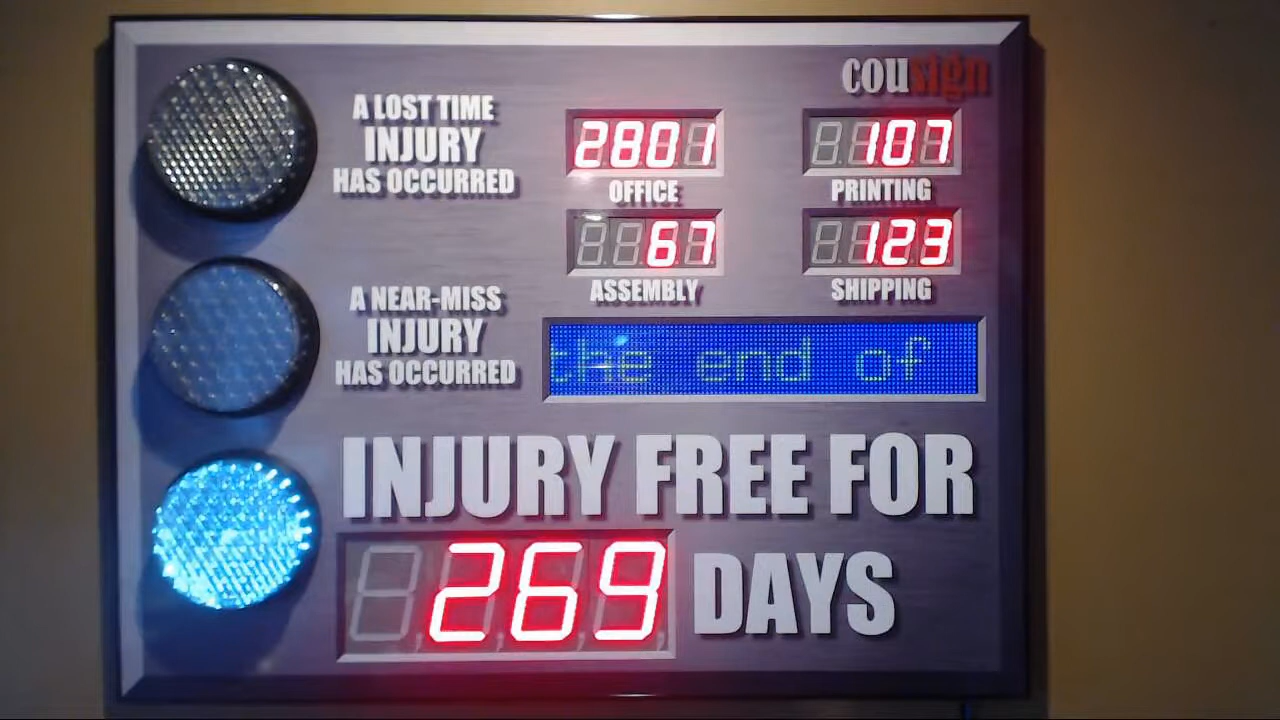 cousign
A LOST TIME
INJURY
HAS OCCURRED
2801
OFFICE
107
PRINTING
67
ASSEMBLY
123
SHIPPING
A NEAR-MISS
INJURY
HAS OCCURRED
the end of
INJURY FREE FOR
269 DAYS